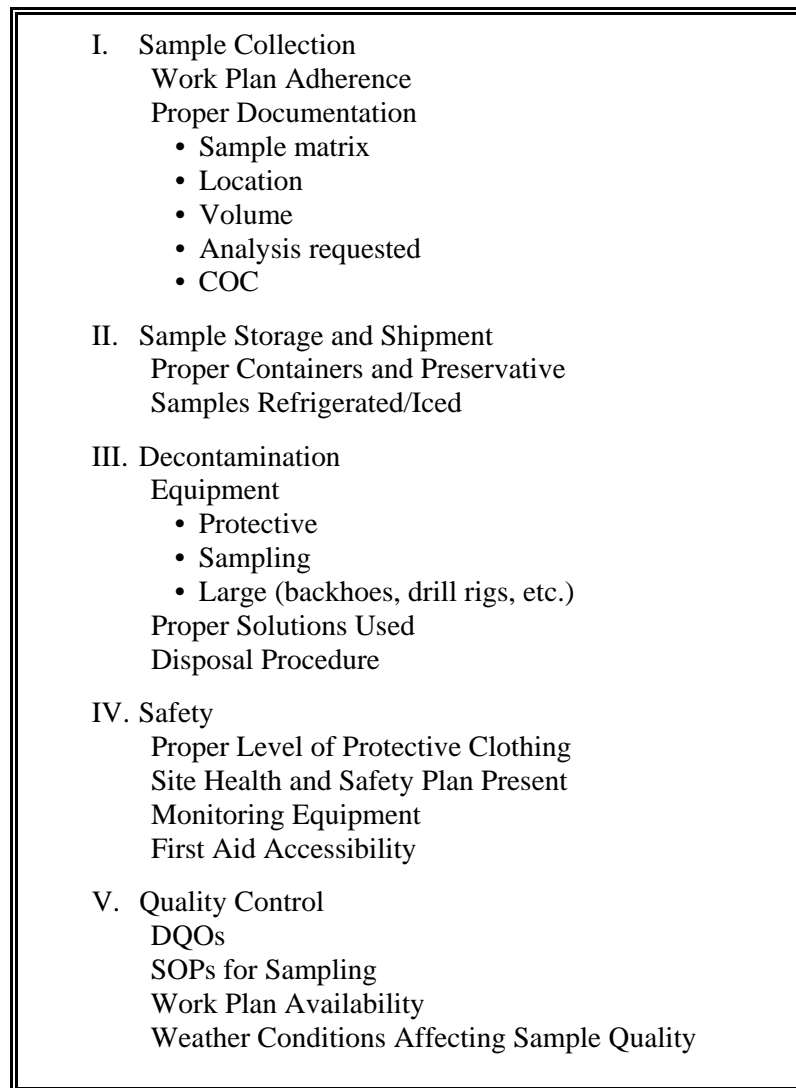 I. Sample Collection
Work Plan Adherence
Proper Documentation
• Sample matrix
• Location
• Volume
• Analysis requested
• COC
II. Sample Storage and Shipment
Proper Containers and Preservative
Samples Refrigerated/Iced
III. Decontamination
Equipment
• Protective
• Sampling
• Large (backhoes, drill rigs, etc.)
Proper Solutions Used
Disposal Procedure
IV. Safety
Proper Level of Protective Clothing
Site Health and Safety Plan Present
Monitoring Equipment
First Aid Accessibility
V. Quality Control
DQOs
SOPs for Sampling
Work Plan Availability
Weather Conditions Affecting Sample Quality